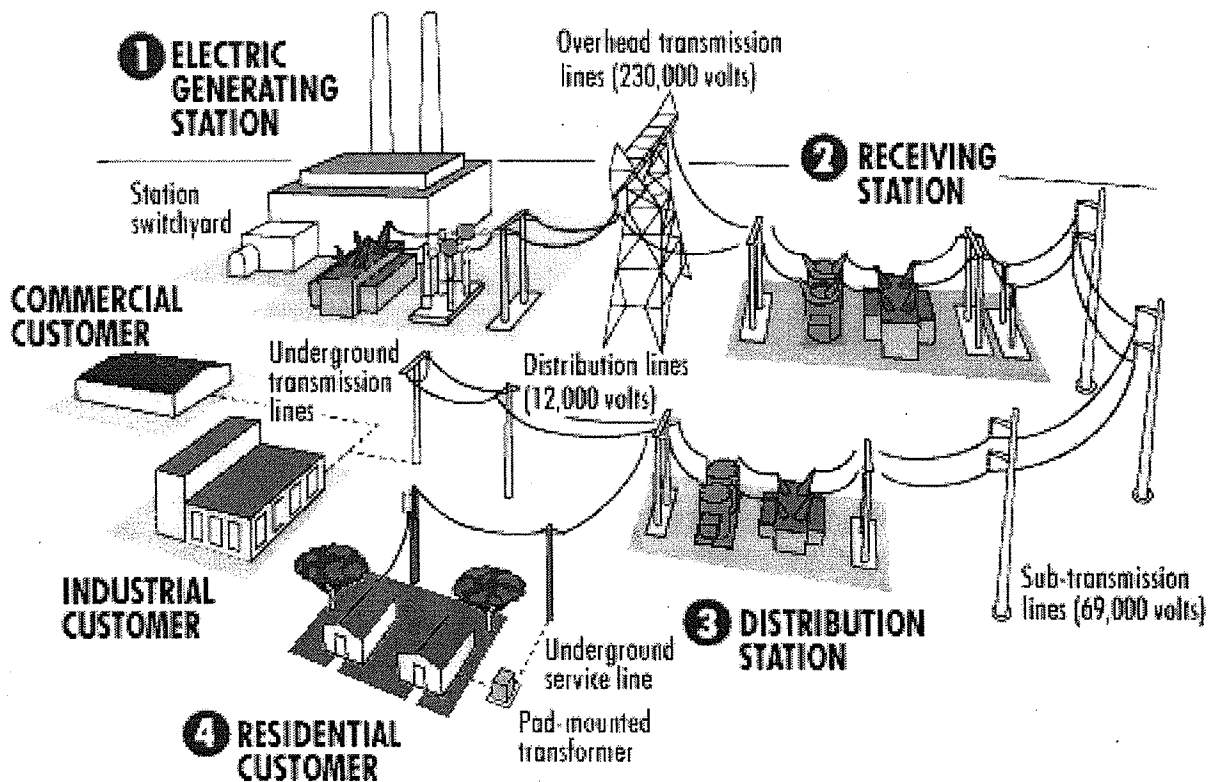 1 ELECTRIC
GENERATING
STATION
Overhead transmission
lines (230,000 volts)
2 RECEIVING
STATION
Station
switchyard
COMMERCIAL
CUSTOMER
Underground
transmission
lines
Distribution lines
(12,000 volts)
INDUSTRIAL
CUSTOMER
Sub-transmission
lines (69,000 volts)
3 DISTRIBUTION
STATION
Underground
service line
Pad-mounted
transformer
4 RESIDENTIAL
CUSTOMER